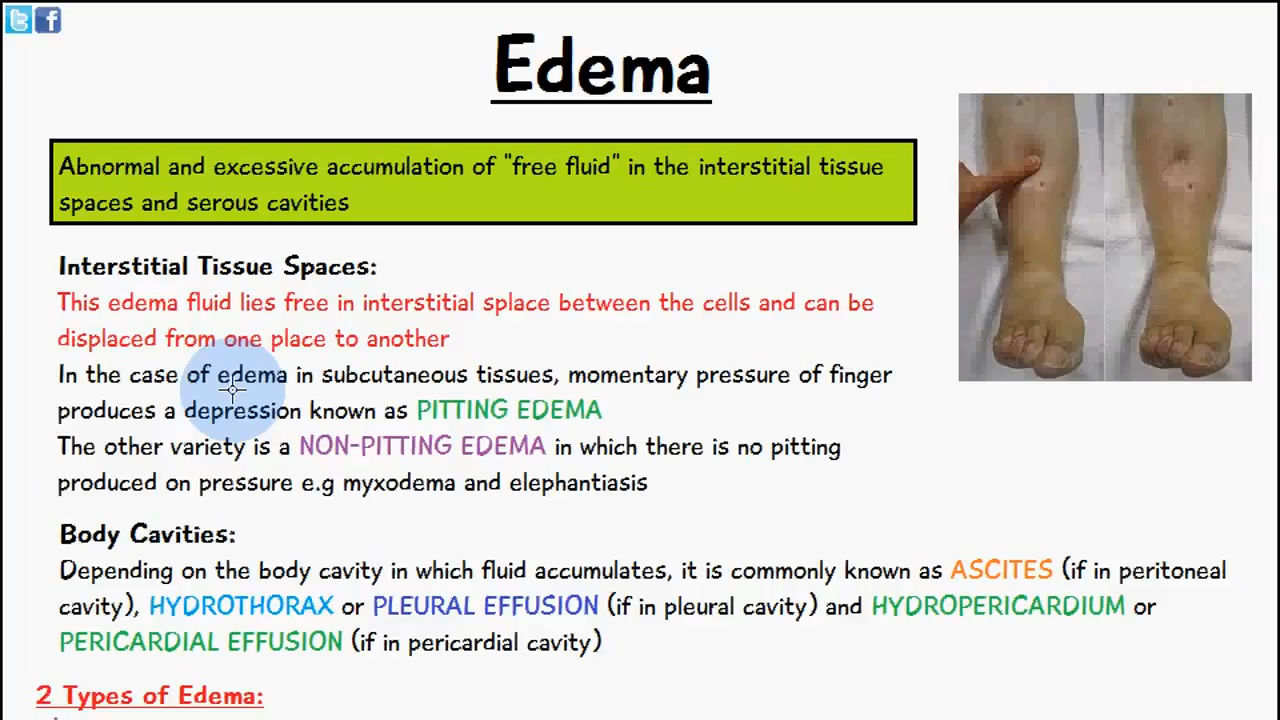 Edema
Abnormal and excessive accumulation of "free fluid" in the interstitial tissue
spaces and serous cavities
Interstitial Tissue Spaces:
This edema fluid lies free in interstitial splace between the cells and can be
displaced from one place to another
In the case of edema in subcutaneous tissues, momentary pressure of finger
produces a depression known as PITTING EDEMA
The other variety is a NON-PITTING EDEMA in which there is no pitting
produced on pressure e.g myxodema and elephantiasis
Body Cavities:
Depending on the body cavity in which fluid accumulates, it is commonly known as ASCITES (if in peritoneal
cavity), HYDROTHORAX or PLEURAL EFFUSION (if in pleural cavity) and HYDROPERICARDIUM or
PERICARDIAL EFFUSION (if in pericardial cavity)
2 Types of Edema: